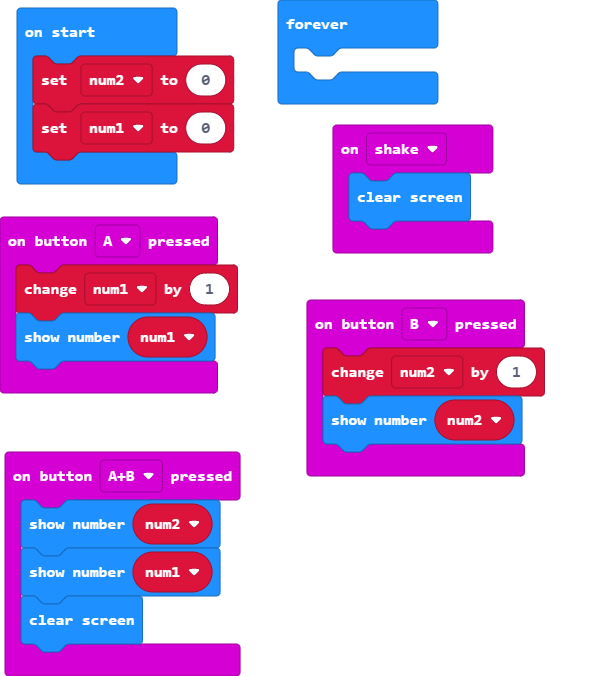 on start
set num2 to 0
set num1 to 0
forever
on shake
clear screen
on button A pressed
change num1 by 1
show number num1
on button B pressed
change num2 by 1
show number num2
on button A+B pressed
show number num2
show number num1
clear screen